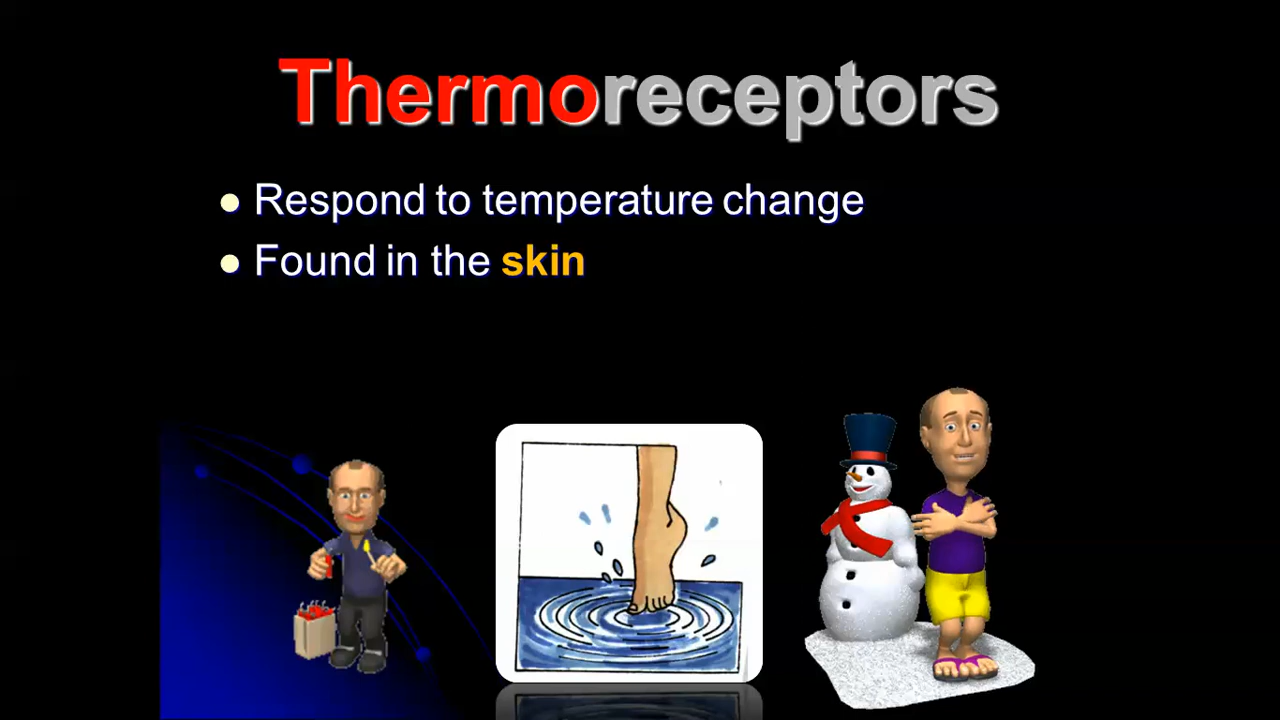 Thermoreceptors
Respond to temperature change
Found in the skin